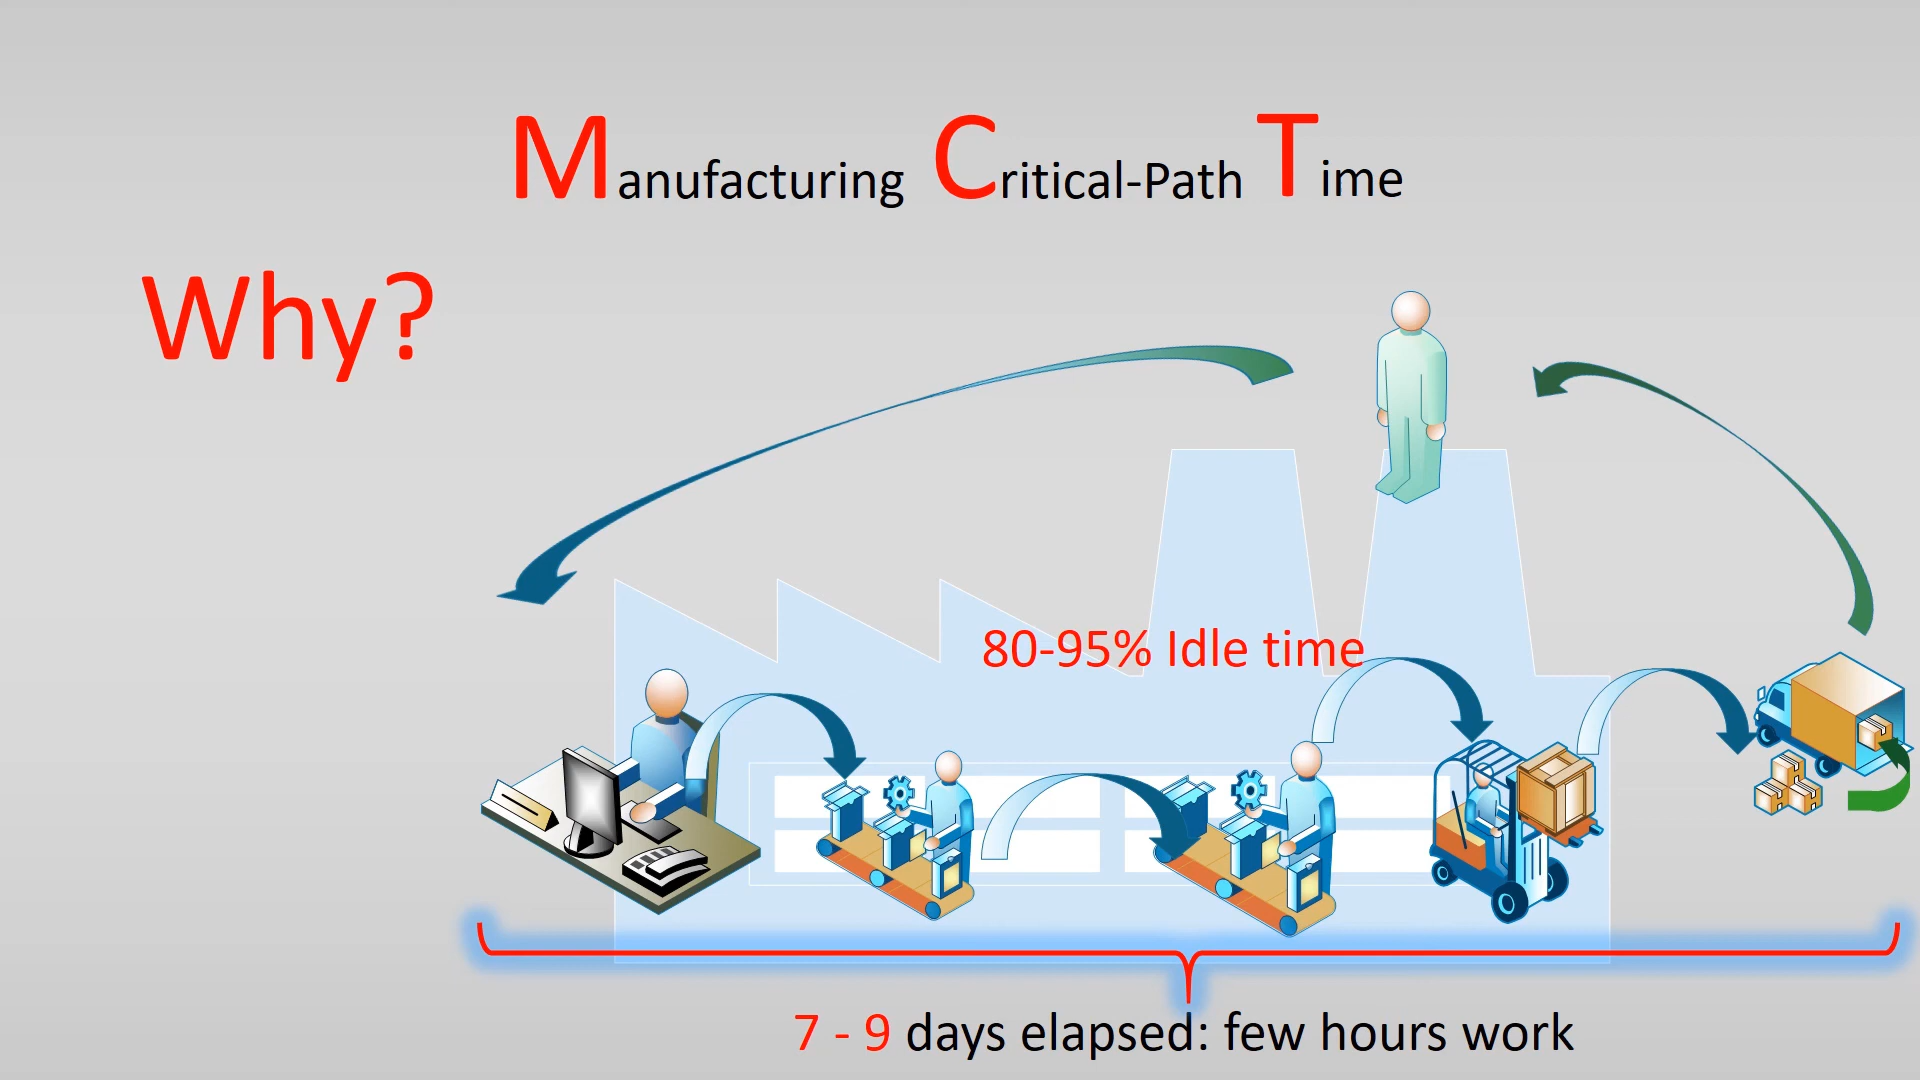 Manufacturing Critical-Path Time
Why?
80-95% Idle time
7 - 9 days elapsed: few hours work